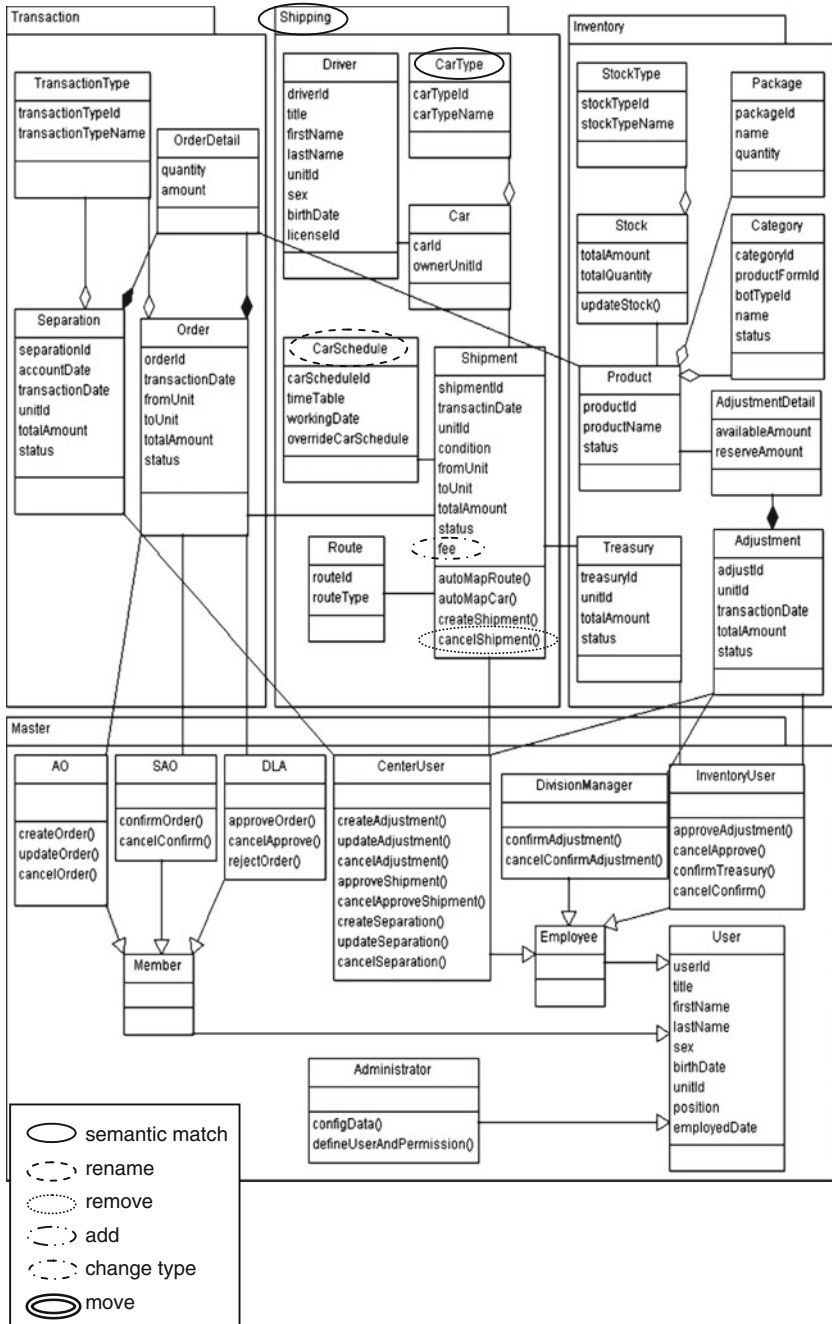 Transaction
TransactionType
transactionTypeId
transactionTypeName
OrderDetail
quantity
amount
Separation
separationId
accountDate
transactionDate
unitId
totalAmount
status
Order
orderId
transactionDate
fromUnit
toUnit
totalAmount
status
Shipping
Driver
driverId
title
firstName
lastName
unitId
sex
birthDate
licenseId
CarType
carTypeId
carTypeName
Car
carId
ownerUnitId
CarSchedule
carScheduleId
timeTable
workingDate
overrideCarSchedule
Shipment
shipmentId
transactinDate
unitId
condition
fromUnit
toUnit
totalAmount
status
fee
autoMapRoute()
autoMapCar()
createShipment()
cancelShipment()
Route
routeId
routeType
Inventory
StockType
stockTypeId
stockTypeName
Package
packageId
name
quantity
Stock
totalAmount
totalQuantity
updateStock()
Category
categoryId
productFormId
botTypeId
name
status
Product
productId
productName
status
AdjustmentDetail
availableAmount
reserveAmount
Treasury
treasuryId
unitId
totalAmount
status
Adjustment
adjustId
unitId
transactionDate
totalAmount
status
Master
AO
createOrder()
updateOrder()
cancelOrder()
SAO
confirmOrder()
cancelConfirm()
DLA
approveOrder()
cancelApprove()
rejectOrder()
CenterUser
createAdjustment()
updateAdjustment()
cancelAdjustment()
approveShipment()
cancelApproveShipment()
createSeparation()
updateSeparation()
cancelSeparation()
DivisionManager
confirmAdjustment()
cancelConfirmAdjustment()
InventoryUser
approveAdjustment()
cancelApprove()
confirmTreasury()
cancelConfirm()
Member
Employee
User
userId
title
firstName
lastName
sex
birthDate
unitId
position
employedDate
Administrator
configData()
defineUserAndPermission()
semantic match
rename
remove
add
change type
move